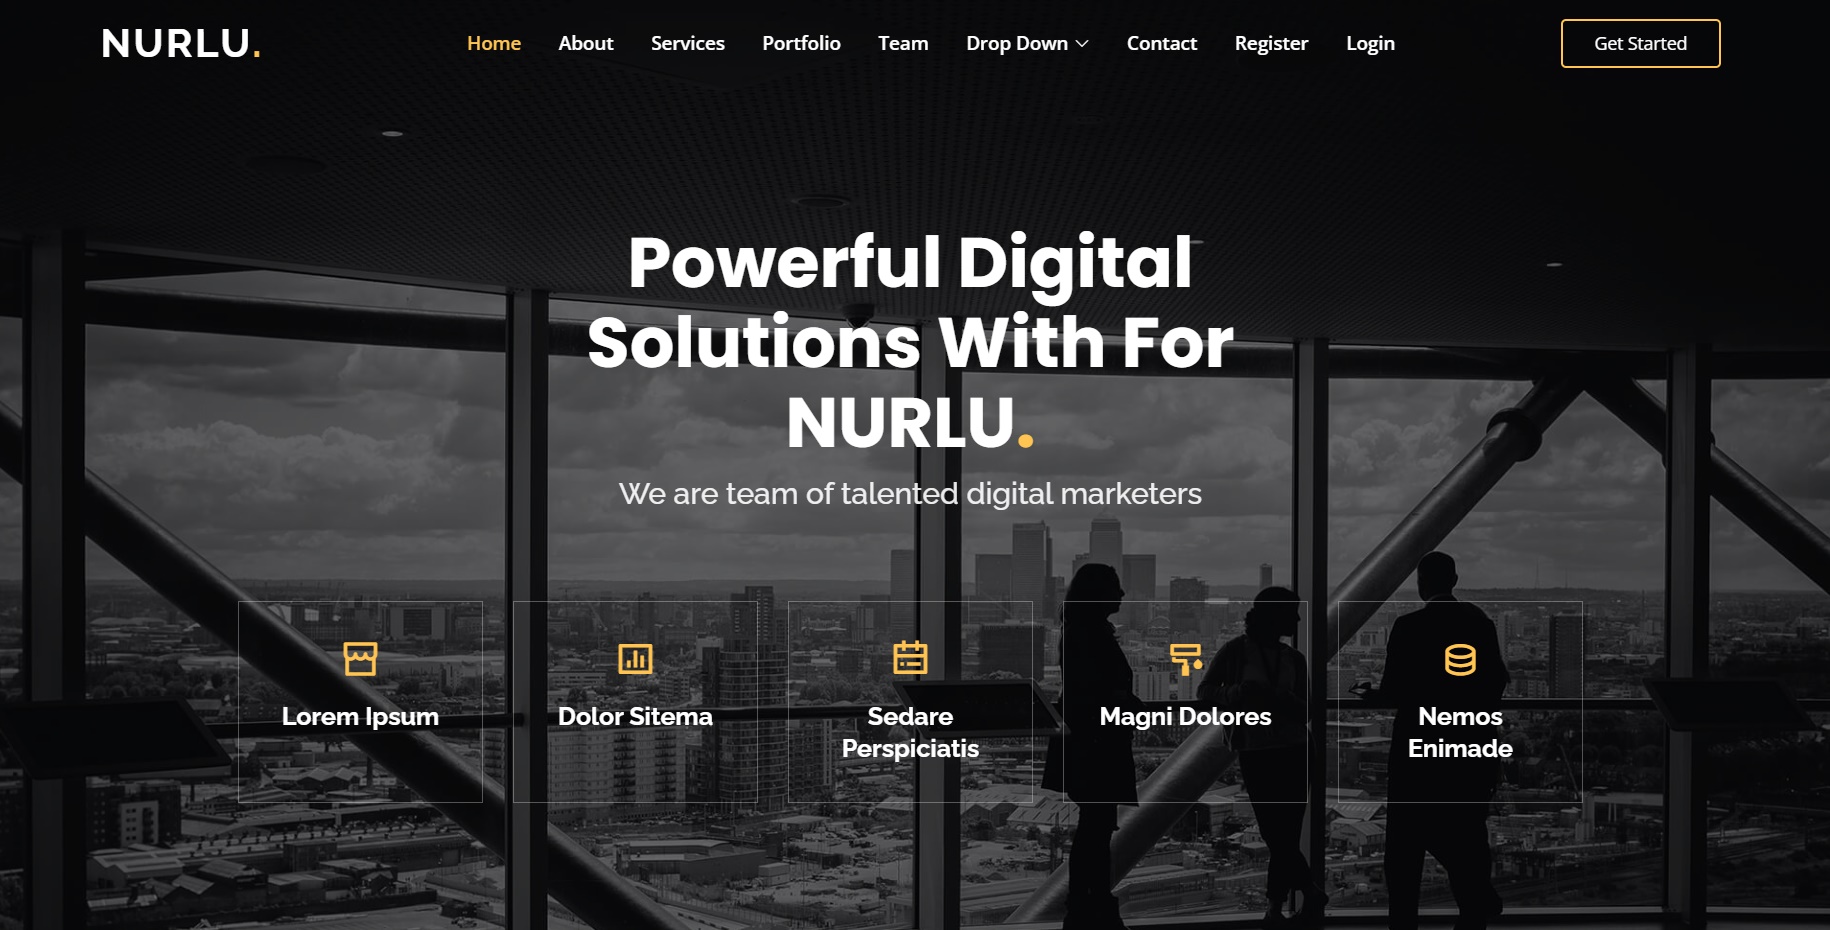 NURLU.
Home About Services Portfolio Team Drop Down Contact Register Login
Get Started
Powerful Digital
Solutions With For
NURLU.
We are team of talented digital marketers
Lorem Ipsum
Dolor Sitema
Sedare
Perspiciatis
Magni Dolores
Nemos
Enimade